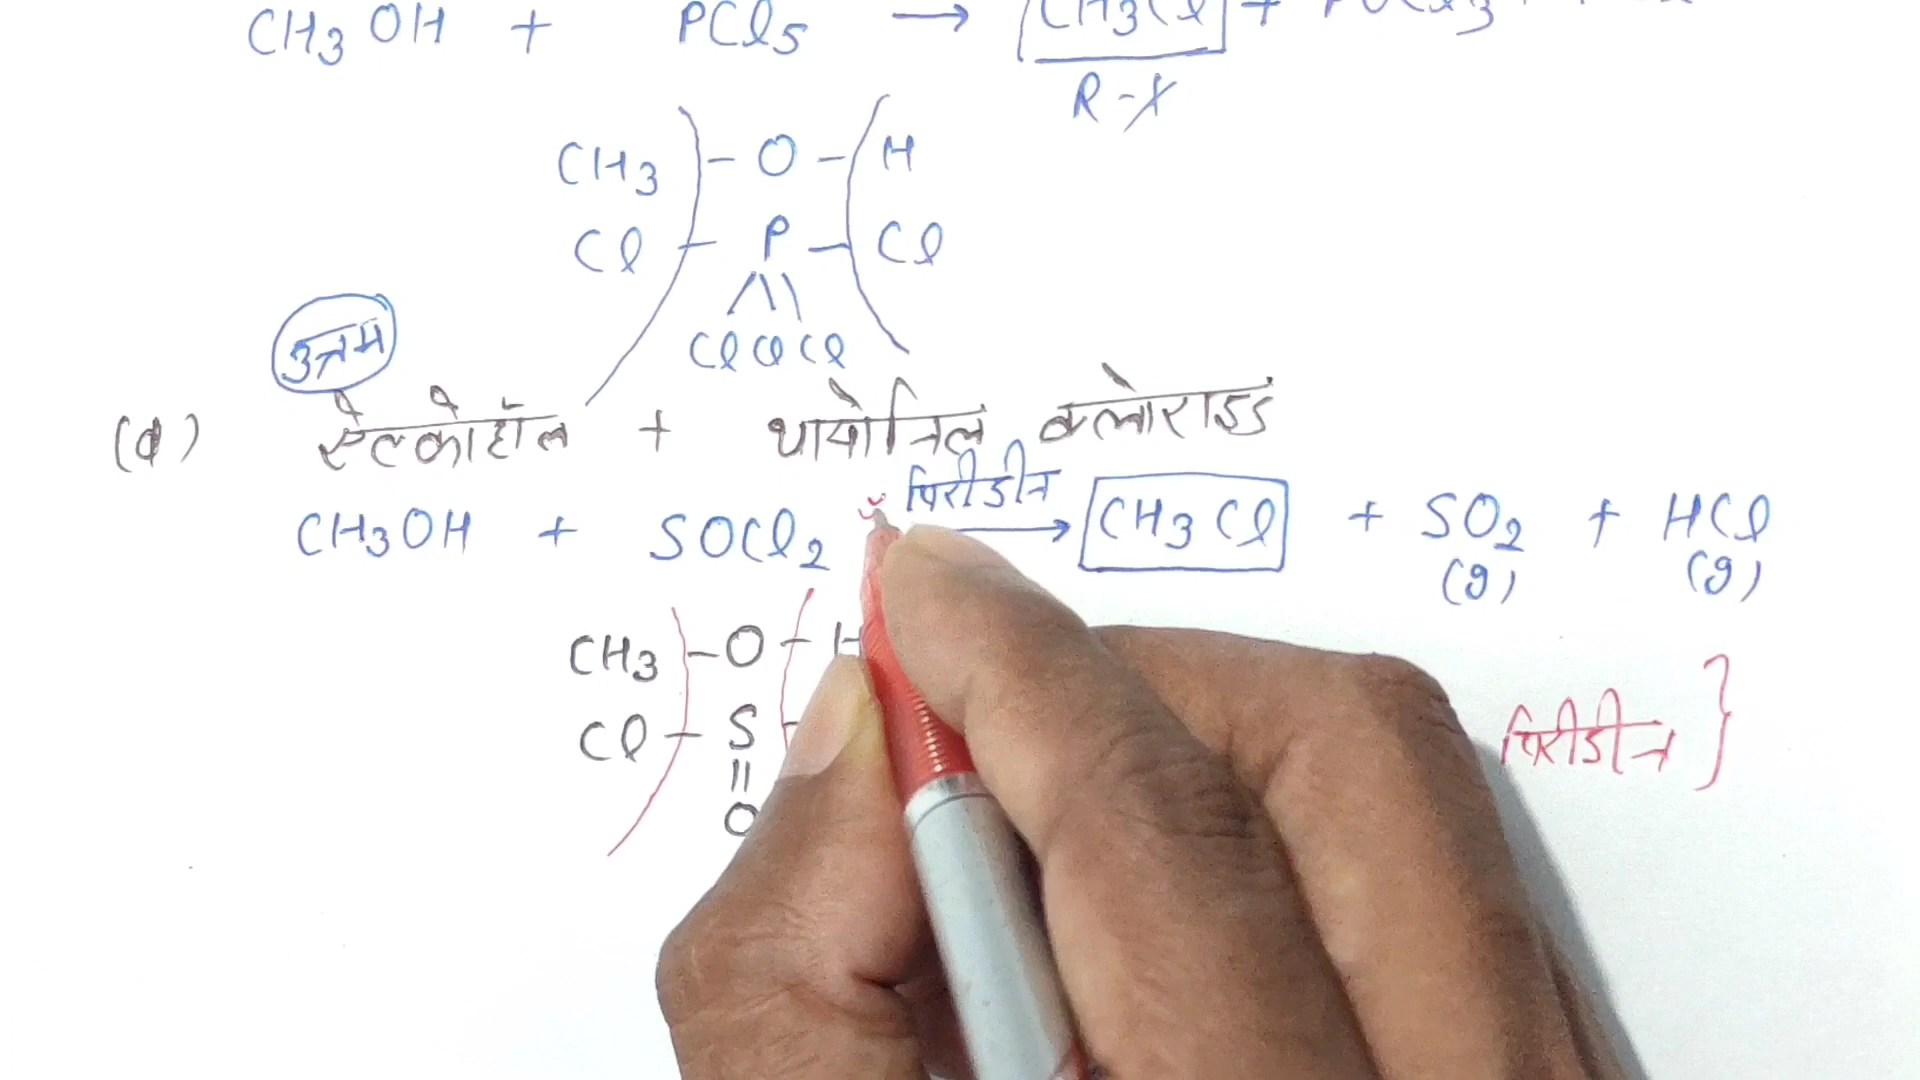 CH3OH + PCl5 → CH3Cl +
R-X
CH3 - O - H
Cl - P - Cl
Cl Cl Cl
उत्तम
(d) ऐल्कोहॉल + थायोनिल क्लोराइड
पिरीडीन
CH3OH + SOCl2 → CH3Cl + SO2 + HCl
(g) (g)
CH3 - O - H
Cl - S -
पिरीडीन }
||
O